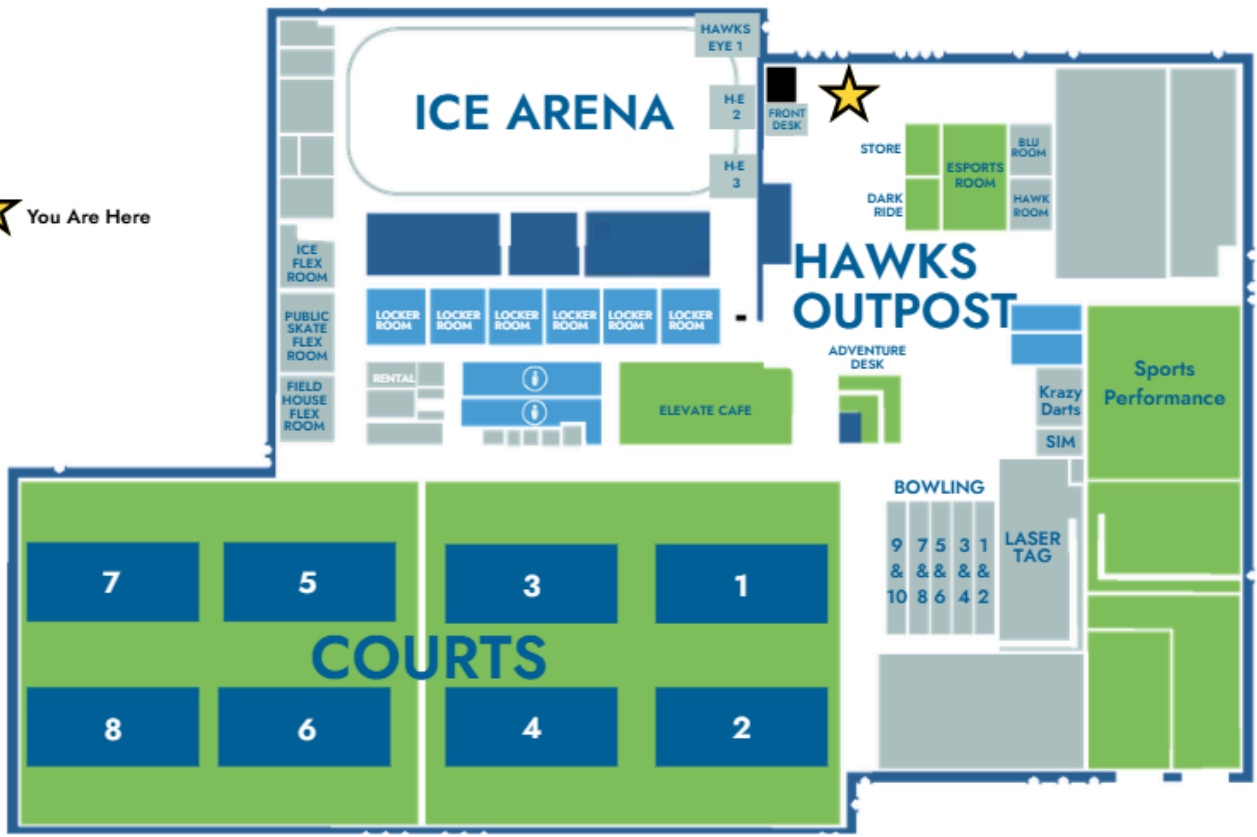 HAWKS
EYE 1
ICE ARENA
H-E
2
FRONT
DESK
H-E
3
STORE
ESPORTS
ROOM
BLU
ROOM
DARK
RIDE
HAWK
ROOM
You Are Here
ICE
FLEX
ROOM
HAWKS
OUTPOST
PUBLIC
SKATE
FLEX
ROOM
LOCKER
ROOM
LOCKER
ROOM
LOCKER
ROOM
LOCKER
ROOM
LOCKER
ROOM
LOCKER
ROOM
ADVENTURE
DESK
Sports
Performance
RENTAL
FIELD
HOUSE
FLEX
ROOM
ELEVATE CAFE
Krazy
Darts
SIM
BOWLING
9
&
10
7
&
8
5
&
6
3
&
4
1
&
2
LASER
TAG
7
5
3
1
COURTS
8
6
4
2